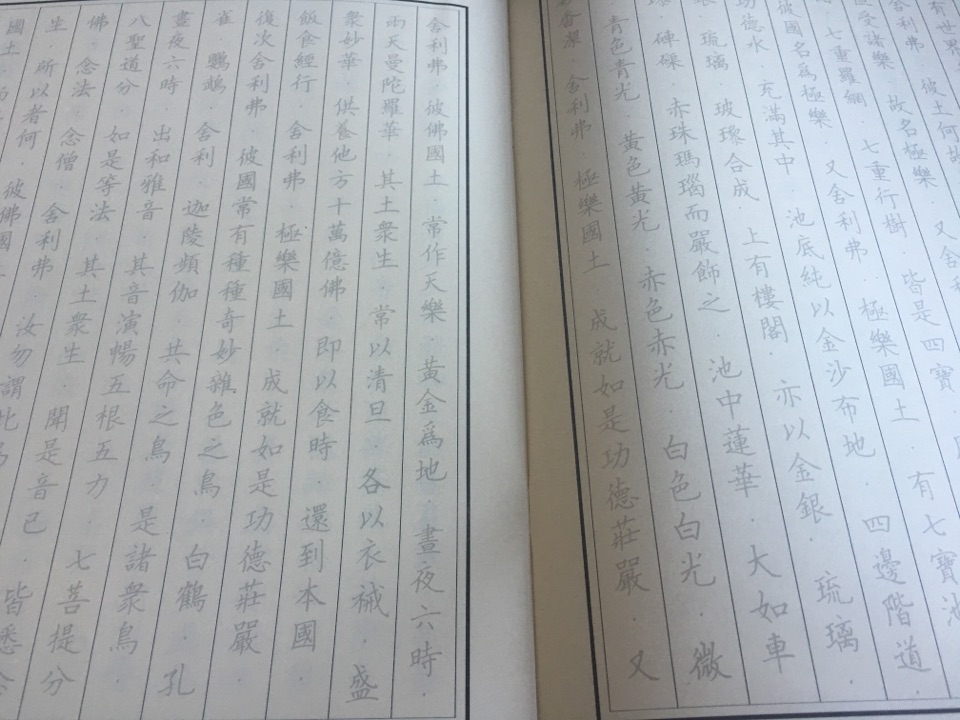 有世界
舍利弗・彼土何故
受諸樂・故名極樂・又舍利
七重羅網・七重行樹・皆是四寶・
彼國名爲極樂・又舍利弗・極樂國土・有七寶池
功德水・充滿其中・池底純以金沙布地・四邊階道
琉璃・玻瓈合成・上有樓閣・亦以金銀・琉璃
硨磲・赤珠瑪瑙而嚴飾之・池中蓮華・大如車
青色青光・黃色黃光・赤色赤光・白色白光・微
香潔・舍利弗・極樂國土・成就如是功德莊嚴・又
舍利弗・彼佛國土・常作天樂・黃金爲地・晝夜六時・
雨天曼陀羅華・其土衆生・常以清旦・各以衣裓・盛
衆妙華・供養他方十萬億佛・即以食時・還到本國・
飯食經行・舍利弗・極樂國土・成就如是功德莊嚴・
復次舍利弗・彼國常有種種奇妙雜色之鳥・白鶴・孔
雀・鸚鵡・舍利・迦陵頻伽・共命之鳥・是諸衆鳥・
晝夜六時・出和雅音・其音演暢五根五力・七菩提分・
八聖道分・如是等法・其土衆生・聞是音已・皆悉念
佛・念法・念僧・舍利弗・汝勿謂此鳥
生・所以者何・彼佛國
國土・